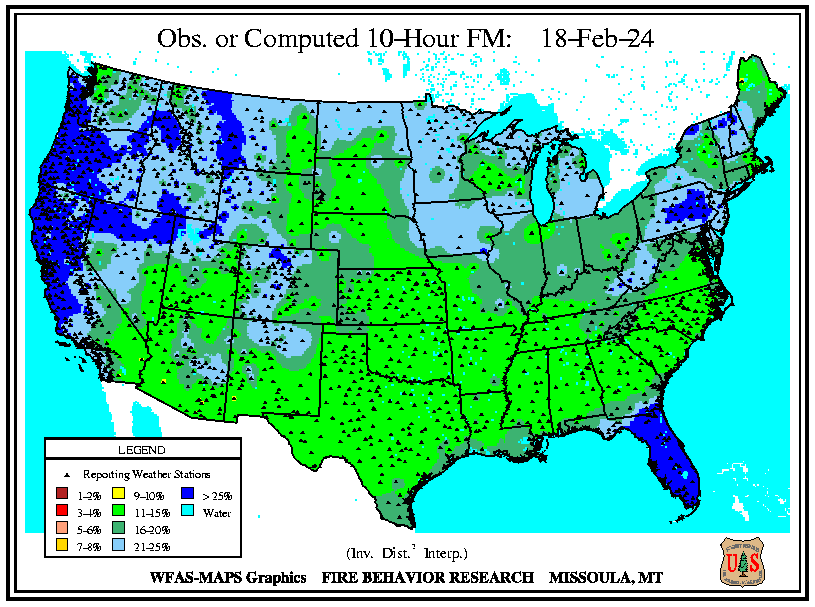 Obs. or Computed 10-Hour FM: 18-Feb-24
LEGEND
Reporting Weather Stations
1-2% 9-10% > 25%
3-4% 11-15% Water
5-6% 16-20%
7-8% 21-25%
(Inv. Dist.² Interp.)
WFAS-MAPS Graphics FIRE BEHAVIOR RESEARCH MISSOULA, MT
U S